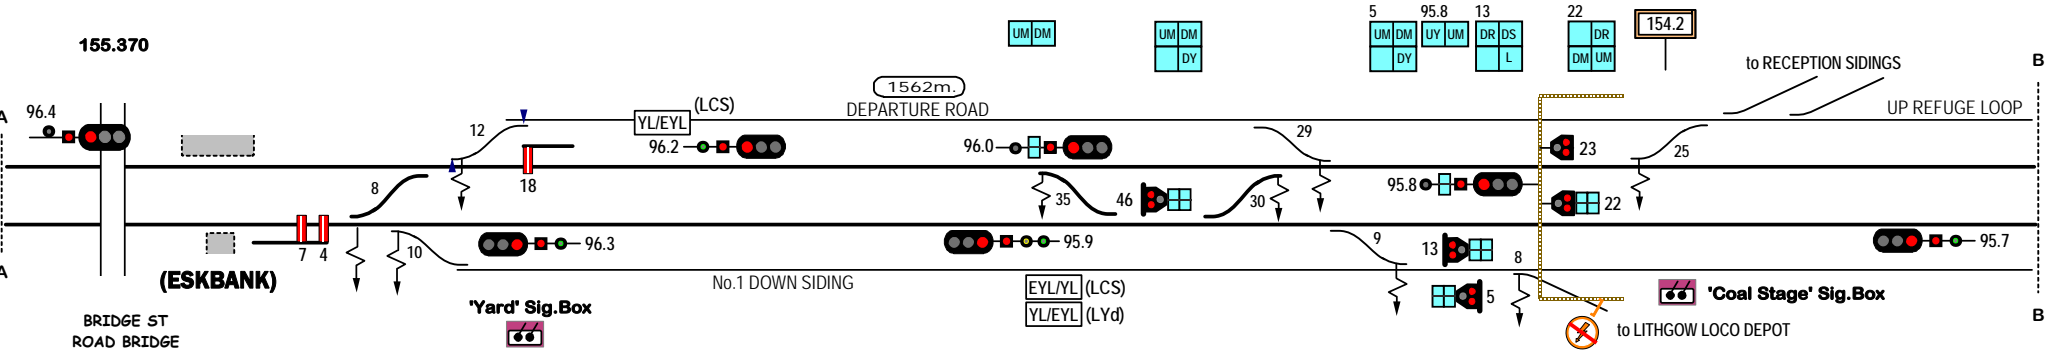 5 95.8 13 22
UM DM UM DM UM DM UY UM DR DS DR 154.2
DY DY L DM UM
155.370
to RECEPTION SIDINGS
B
1562m.
A 96.4 YL/EYL (LCS) DEPARTURE ROAD UP REFUGE LOOP
12 96.2 96.0 29 23 25
8 18 35 46 30 95.8 22
7 4 10 96.3 95.9 9 13 8 95.7
A (ESKBANK) No.1 DOWN SIDING EYL/YL (LCS) 5 'Coal Stage' Sig.Box
'Yard' Sig.Box YL/EYL (LYd) B
BRIDGE ST
ROAD BRIDGE
to LITHGOW LOCO DEPOT